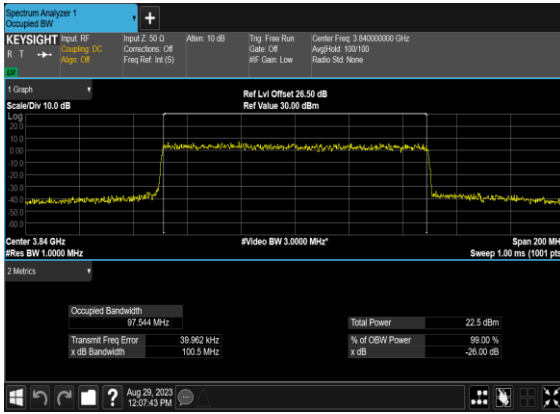 Spectrum Analyzer 1
Occupied BW
+
KEYSIGHT Input: RF Input Z: 50 Ω Atten: 10 dB Trig: Free Run Center Freq: 3.840000000 GHz
R T Coupling: DC Corrections: Off Gate: Off Avg|Hold: 100/100
Align: Off Freq Ref: Int (S) #IF Gain: Low Radio Std: None
LXI
1 Graph
Ref Lvl Offset 26.50 dB
Scale/Div 10.0 dB Ref Value 30.00 dBm
Log
20.0
10.0
0.00
-10.0
-20.0
-30.0
-40.0
-50.0
-60.0
Center 3.84 GHz #Video BW 3.0000 MHz* Span 200 MH
#Res BW 1.0000 MHz Sweep 1.00 ms (1001 pts
2 Metrics
Occupied Bandwidth
97.544 MHz Total Power 22.5 dBm
Transmit Freq Error 39.962 kHz % of OBW Power 99.00 %
x dB Bandwidth 100.5 MHz x dB -26.00 dB
? Aug 29, 2023
12:07:43 PM